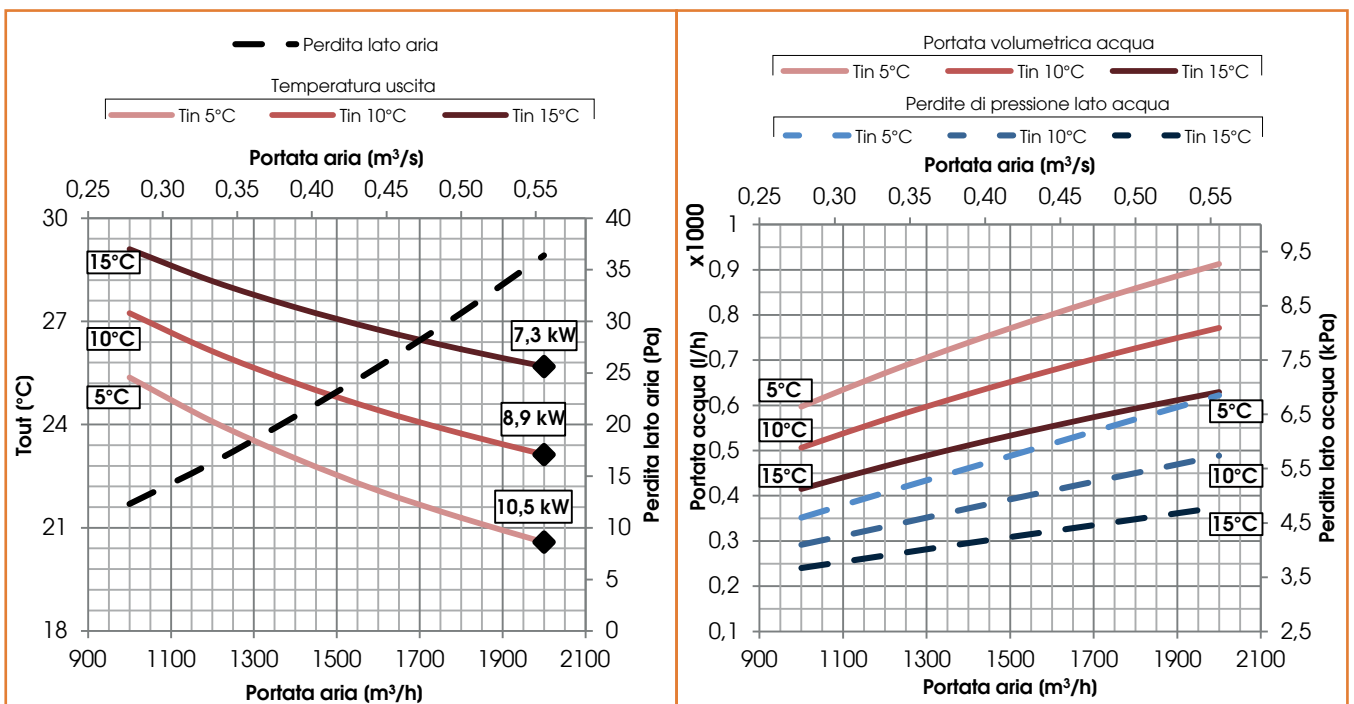 Perdita lato aria
Temperatura uscita
Tin 5°C Tin 10°C Tin 15°C
Portata aria (m³/s)
0,25 0,30 0,35 0,40 0,45 0,50 0,55
30
27
24
21
18
Tout (°C)
40
35
30
25
20
15
10
5
0
Perdita lato aria (Pa)
15°C
10°C
5°C
7,3 kW
8,9 kW
10,5 kW
900 1100 1300 1500 1700 1900 2100
Portata aria (m³/h)
Portata volumetrica acqua
Tin 5°C Tin 10°C Tin 15°C
Perdite di pressione lato acqua
Tin 5°C Tin 10°C Tin 15°C
Portata aria (m³/s)
0,25 0,30 0,35 0,40 0,45 0,50 0,55
x1000
1
0,9
0,8
0,7
0,6
0,5
0,4
0,3
0,2
0,1
Portata acqua (l/h)
9,5
8,5
7,5
6,5
5,5
4,5
3,5
2,5
Perdita lato acqua (kPa)
5°C
10°C
15°C
5°C
10°C
15°C
900 1100 1300 1500 1700 1900 2100
Portata aria (m³/h)